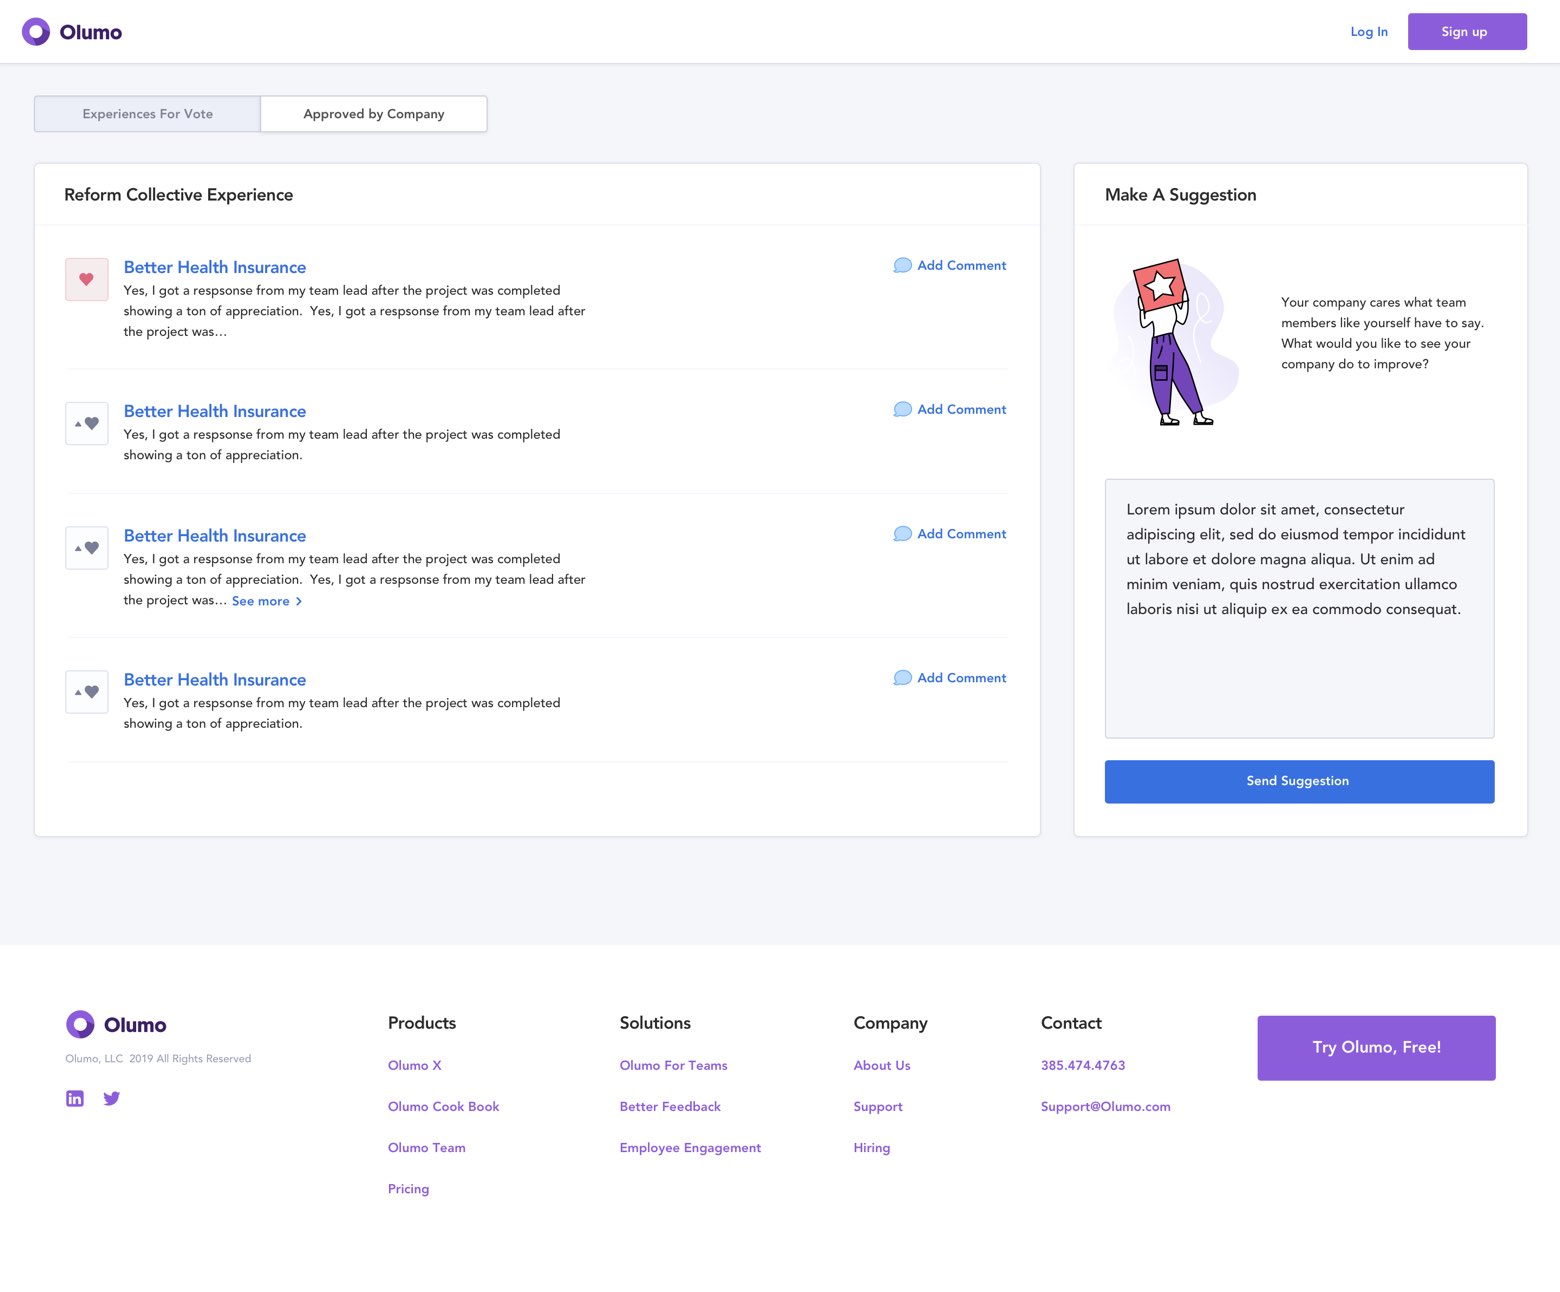 Olumo
Log In
Sign up
Experiences For Vote
Approved by Company
Reform Collective Experience
Better Health Insurance
Add Comment
Yes, I got a respsonse from my team lead after the project was completed
showing a ton of appreciation.  Yes, I got a respsonse from my team lead after
the project was...
Better Health Insurance
Add Comment
Yes, I got a respsonse from my team lead after the project was completed
showing a ton of appreciation.
Better Health Insurance
Add Comment
Yes, I got a respsonse from my team lead after the project was completed
showing a ton of appreciation.  Yes, I got a respsonse from my team lead after
the project was... See more
Better Health Insurance
Add Comment
Yes, I got a respsonse from my team lead after the project was completed
showing a ton of appreciation.
Make A Suggestion
Your company cares what team
members like yourself have to say.
What would you like to see your
company do to improve?
Lorem ipsum dolor sit amet, consectetur
adipiscing elit, sed do eiusmod tempor incididunt
ut labore et dolore magna aliqua. Ut enim ad
minim veniam, quis nostrud exercitation ullamco
laboris nisi ut aliquip ex ea commodo consequat.
Send Suggestion
Olumo
Olumo, LLC  2019 All Rights Reserved
in
Products
Olumo X
Olumo Cook Book
Olumo Team
Pricing
Solutions
Olumo For Teams
Better Feedback
Employee Engagement
Company
About Us
Support
Hiring
Contact
385.474.4763
Support@Olumo.com
Try Olumo, Free!